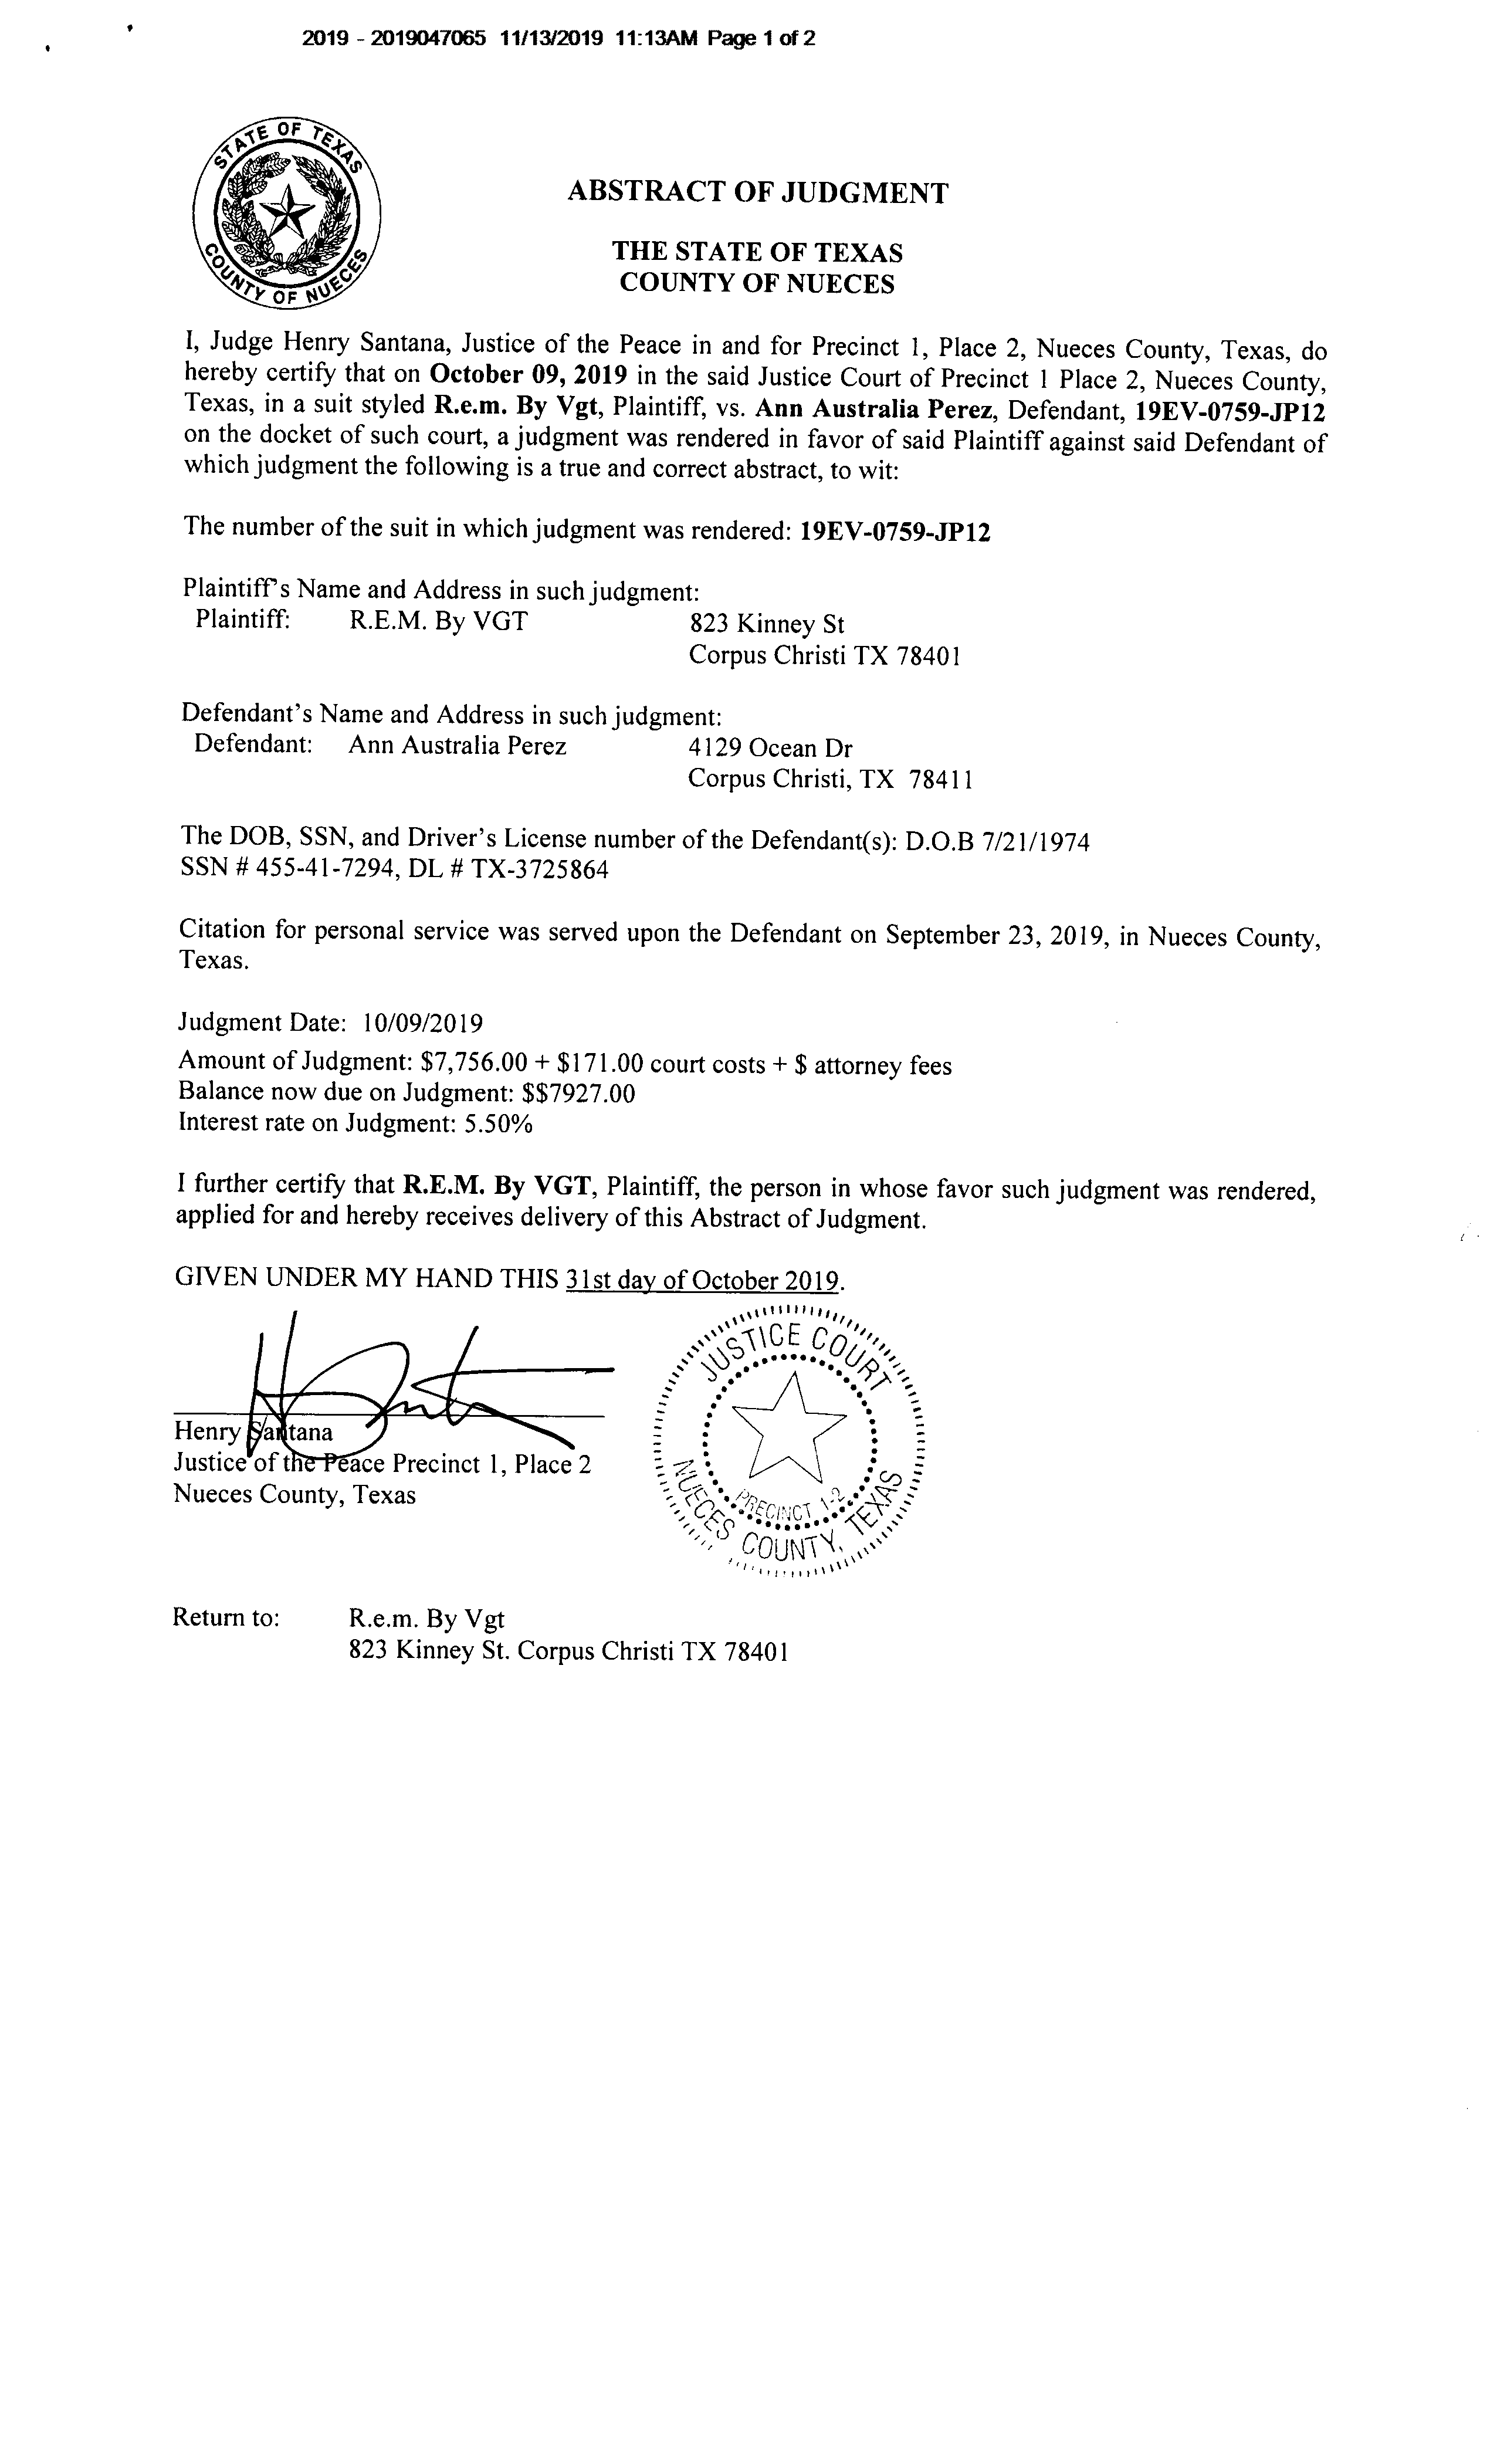 2019 - 2019047065 11/13/2019 11:13AM Page 1 of 2
STATE OF TEXAS
COUNTY OF NUECES
ABSTRACT OF JUDGMENT
THE STATE OF TEXAS
COUNTY OF NUECES
I, Judge Henry Santana, Justice of the Peace in and for Precinct 1, Place 2, Nueces County, Texas, do
hereby certify that on October 09, 2019 in the said Justice Court of Precinct 1 Place 2, Nueces County,
Texas, in a suit styled R.e.m. By Vgt, Plaintiff, vs. Ann Australia Perez, Defendant, 19EV-0759-JP12
on the docket of such court, a judgment was rendered in favor of said Plaintiff against said Defendant of
which judgment the following is a true and correct abstract, to wit:
The number of the suit in which judgment was rendered: 19EV-0759-JP12
Plaintiff's Name and Address in such judgment:
Plaintiff: R.E.M. By VGT 823 Kinney St
Corpus Christi TX 78401
Defendant's Name and Address in such judgment:
Defendant: Ann Australia Perez 4129 Ocean Dr
Corpus Christi, TX 78411
The DOB, SSN, and Driver's License number of the Defendant(s): D.O.B 7/21/1974
SSN # 455-41-7294, DL # TX-3725864
Citation for personal service was served upon the Defendant on September 23, 2019, in Nueces County,
Texas.
Judgment Date: 10/09/2019
Amount of Judgment: $7,756.00 + $171.00 court costs + $ attorney fees
Balance now due on Judgment: $$7927.00
Interest rate on Judgment: 5.50%
I further certify that R.E.M. By VGT, Plaintiff, the person in whose favor such judgment was rendered,
applied for and hereby receives delivery of this Abstract of Judgment.
GIVEN UNDER MY HAND THIS 31st day of October 2019.
Henry Santana
Justice of the Peace Precinct 1, Place 2
Nueces County, Texas
JUSTICE COURT
PRECINCT 1-2
NUECES COUNTY, TEXAS
Return to: R.e.m. By Vgt
823 Kinney St. Corpus Christi TX 78401